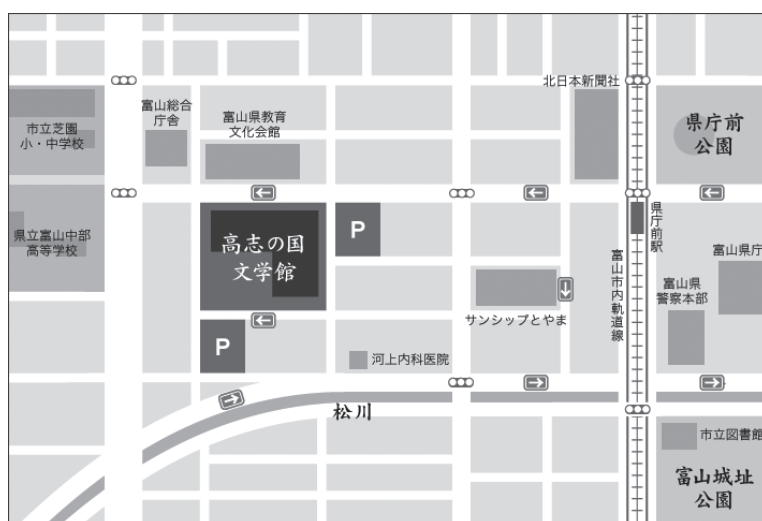 北日本新聞社
富山総合
庁舎
富山県教育
文化会館
市立芝園
小・中学校
県庁前
公園
県立富山中部
高等学校
高志の国
文学館
P
県庁前駅
富山市内軌道線
富山県庁
富山県
警察本部
サンシップとやま
P
河上内科医院
松川
市立図書館
富山城址
公園